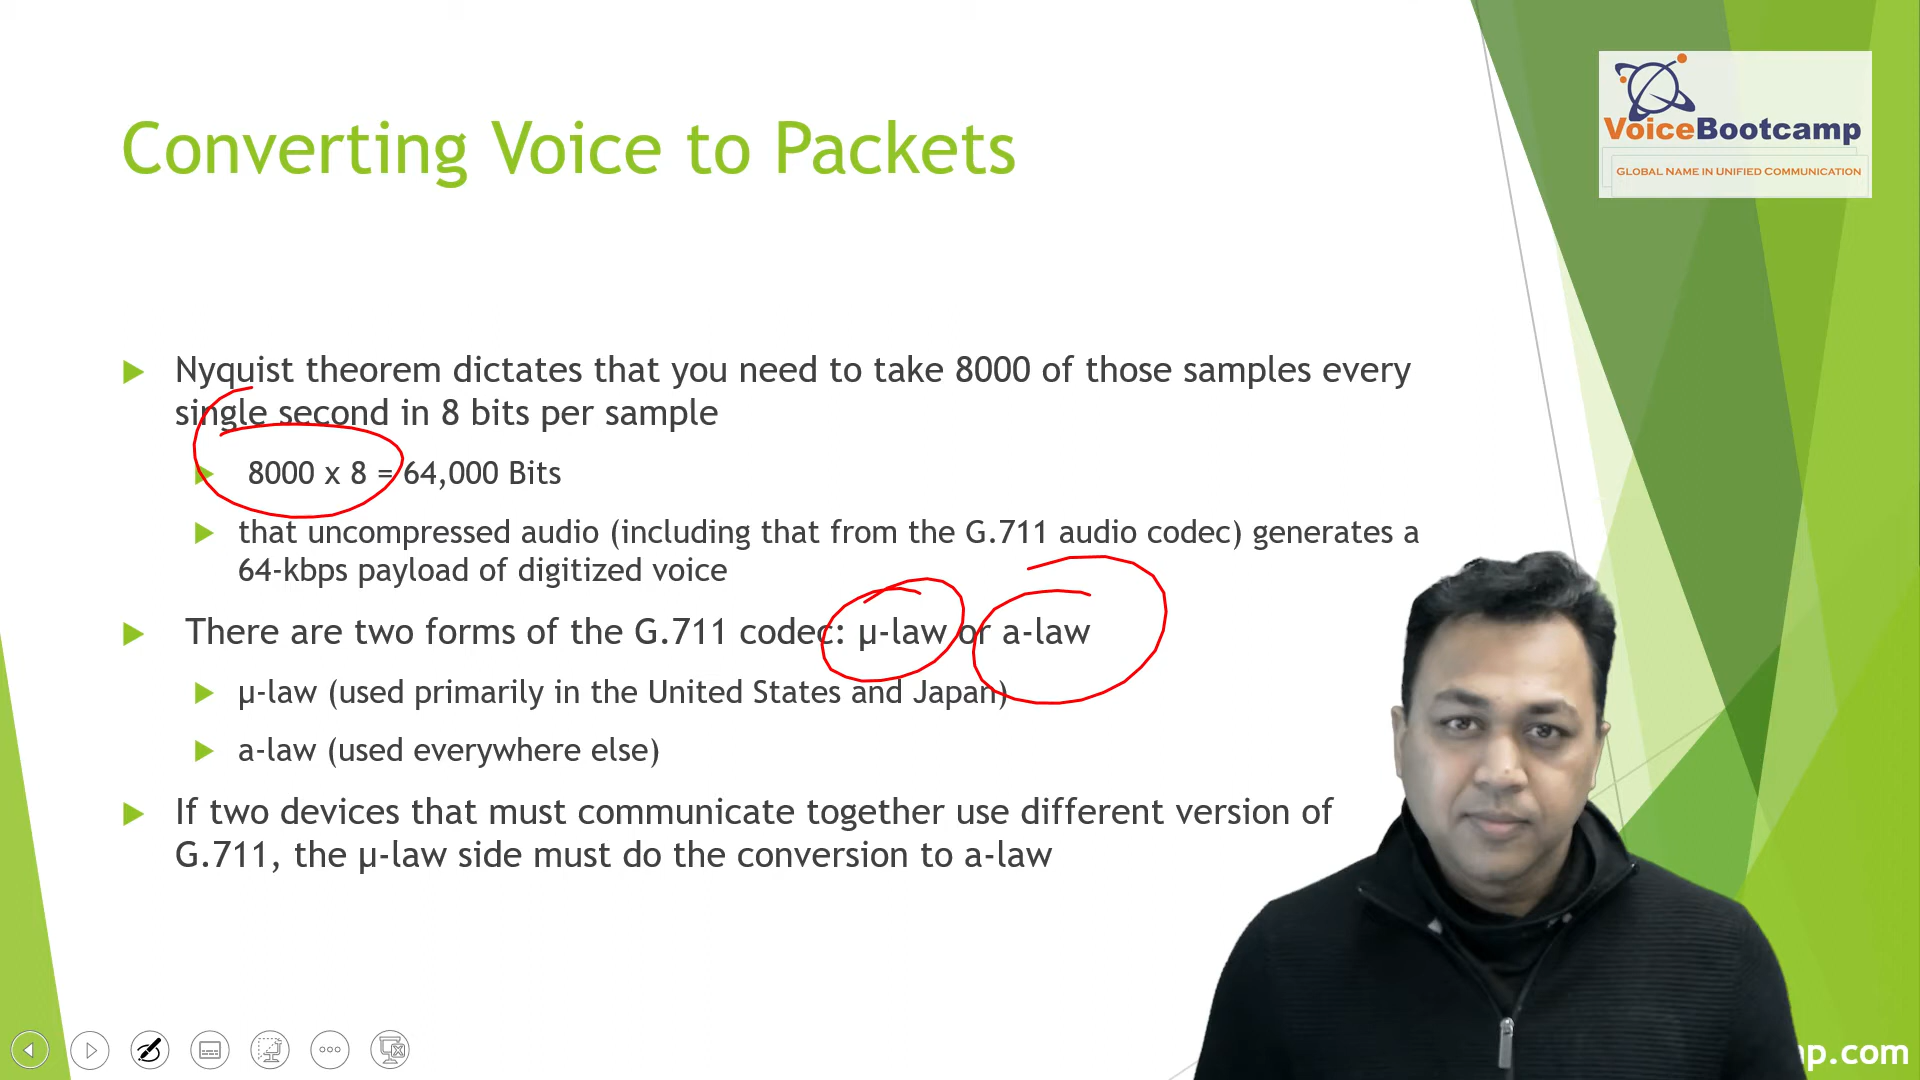 VoiceBootcamp
GLOBAL NAME IN UNIFIED COMMUNICATION
Converting Voice to Packets
Nyquist theorem dictates that you need to take 8000 of those samples every
single second in 8 bits per sample
8000 x 8 = 64,000 Bits
that uncompressed audio (including that from the G.711 audio codec) generates a
64-kbps payload of digitized voice
There are two forms of the G.711 codec: µ-law or a-law
µ-law (used primarily in the United States and Japan)
a-law (used everywhere else)
If two devices that must communicate together use different version of
G.711, the µ-law side must do the conversion to a-law
p.com